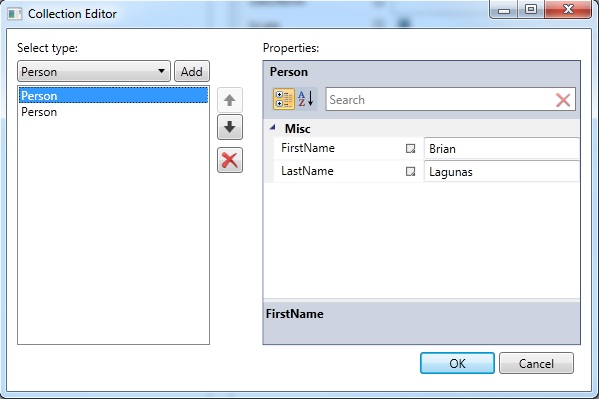 Collection Editor
Select type:
Person
Add
Person
Person
Properties:
Person
A
Z
Search
Misc
FirstName
Brian
LastName
Lagunas
FirstName
OK
Cancel